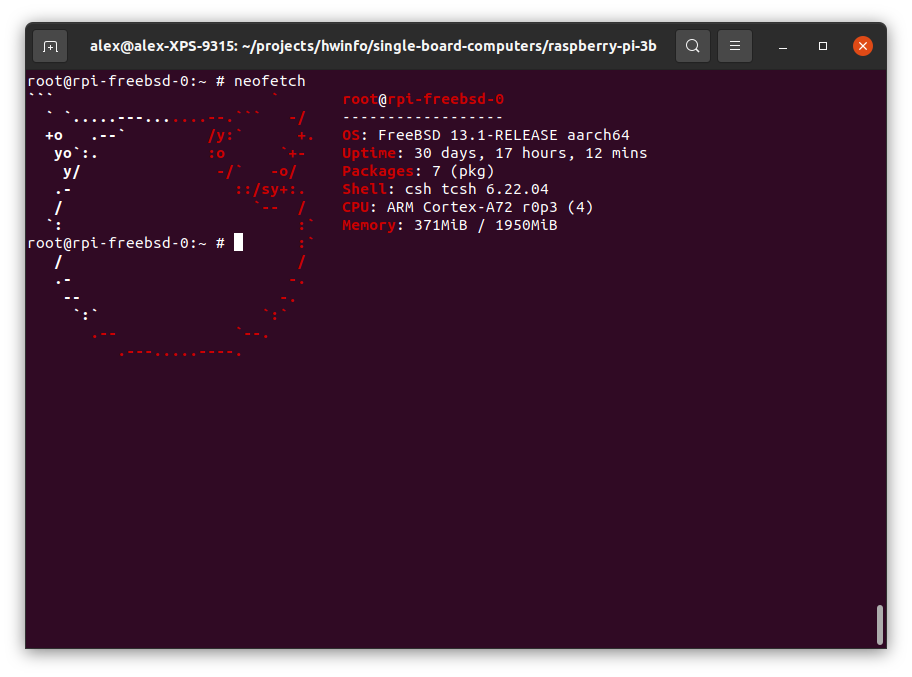 alex@alex-XPS-9315: ~/projects/hwinfo/single-board-computers/raspberry-pi-3b
root@rpi-freebsd-0:~ # neofetch
root@rpi-freebsd-0
------------------
OS: FreeBSD 13.1-RELEASE aarch64
Uptime: 30 days, 17 hours, 12 mins
Packages: 7 (pkg)
Shell: csh tcsh 6.22.04
CPU: ARM Cortex-A72 r0p3 (4)
Memory: 371MiB / 1950MiB
root@rpi-freebsd-0:~ #